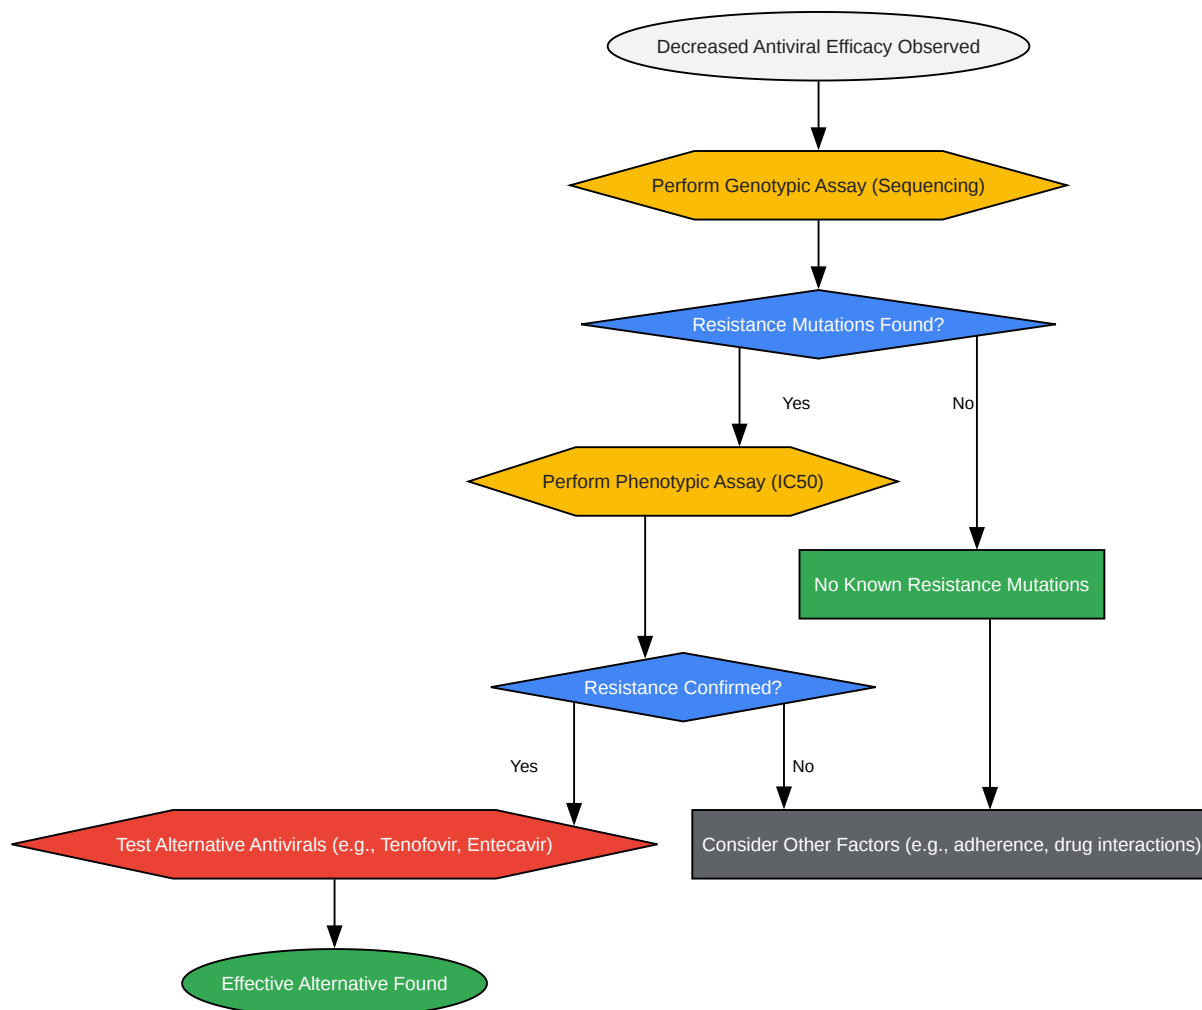 Decreased Antiviral Efficacy Observed
Perform Genotypic Assay (Sequencing)
Resistance Mutations Found?
Yes
No
Perform Phenotypic Assay (IC50)
No Known Resistance Mutations
Resistance Confirmed?
Yes
No
Test Alternative Antivirals (e.g., Tenofovir, Entecavir)
Consider Other Factors (e.g., adherence, drug interactions)
Effective Alternative Found